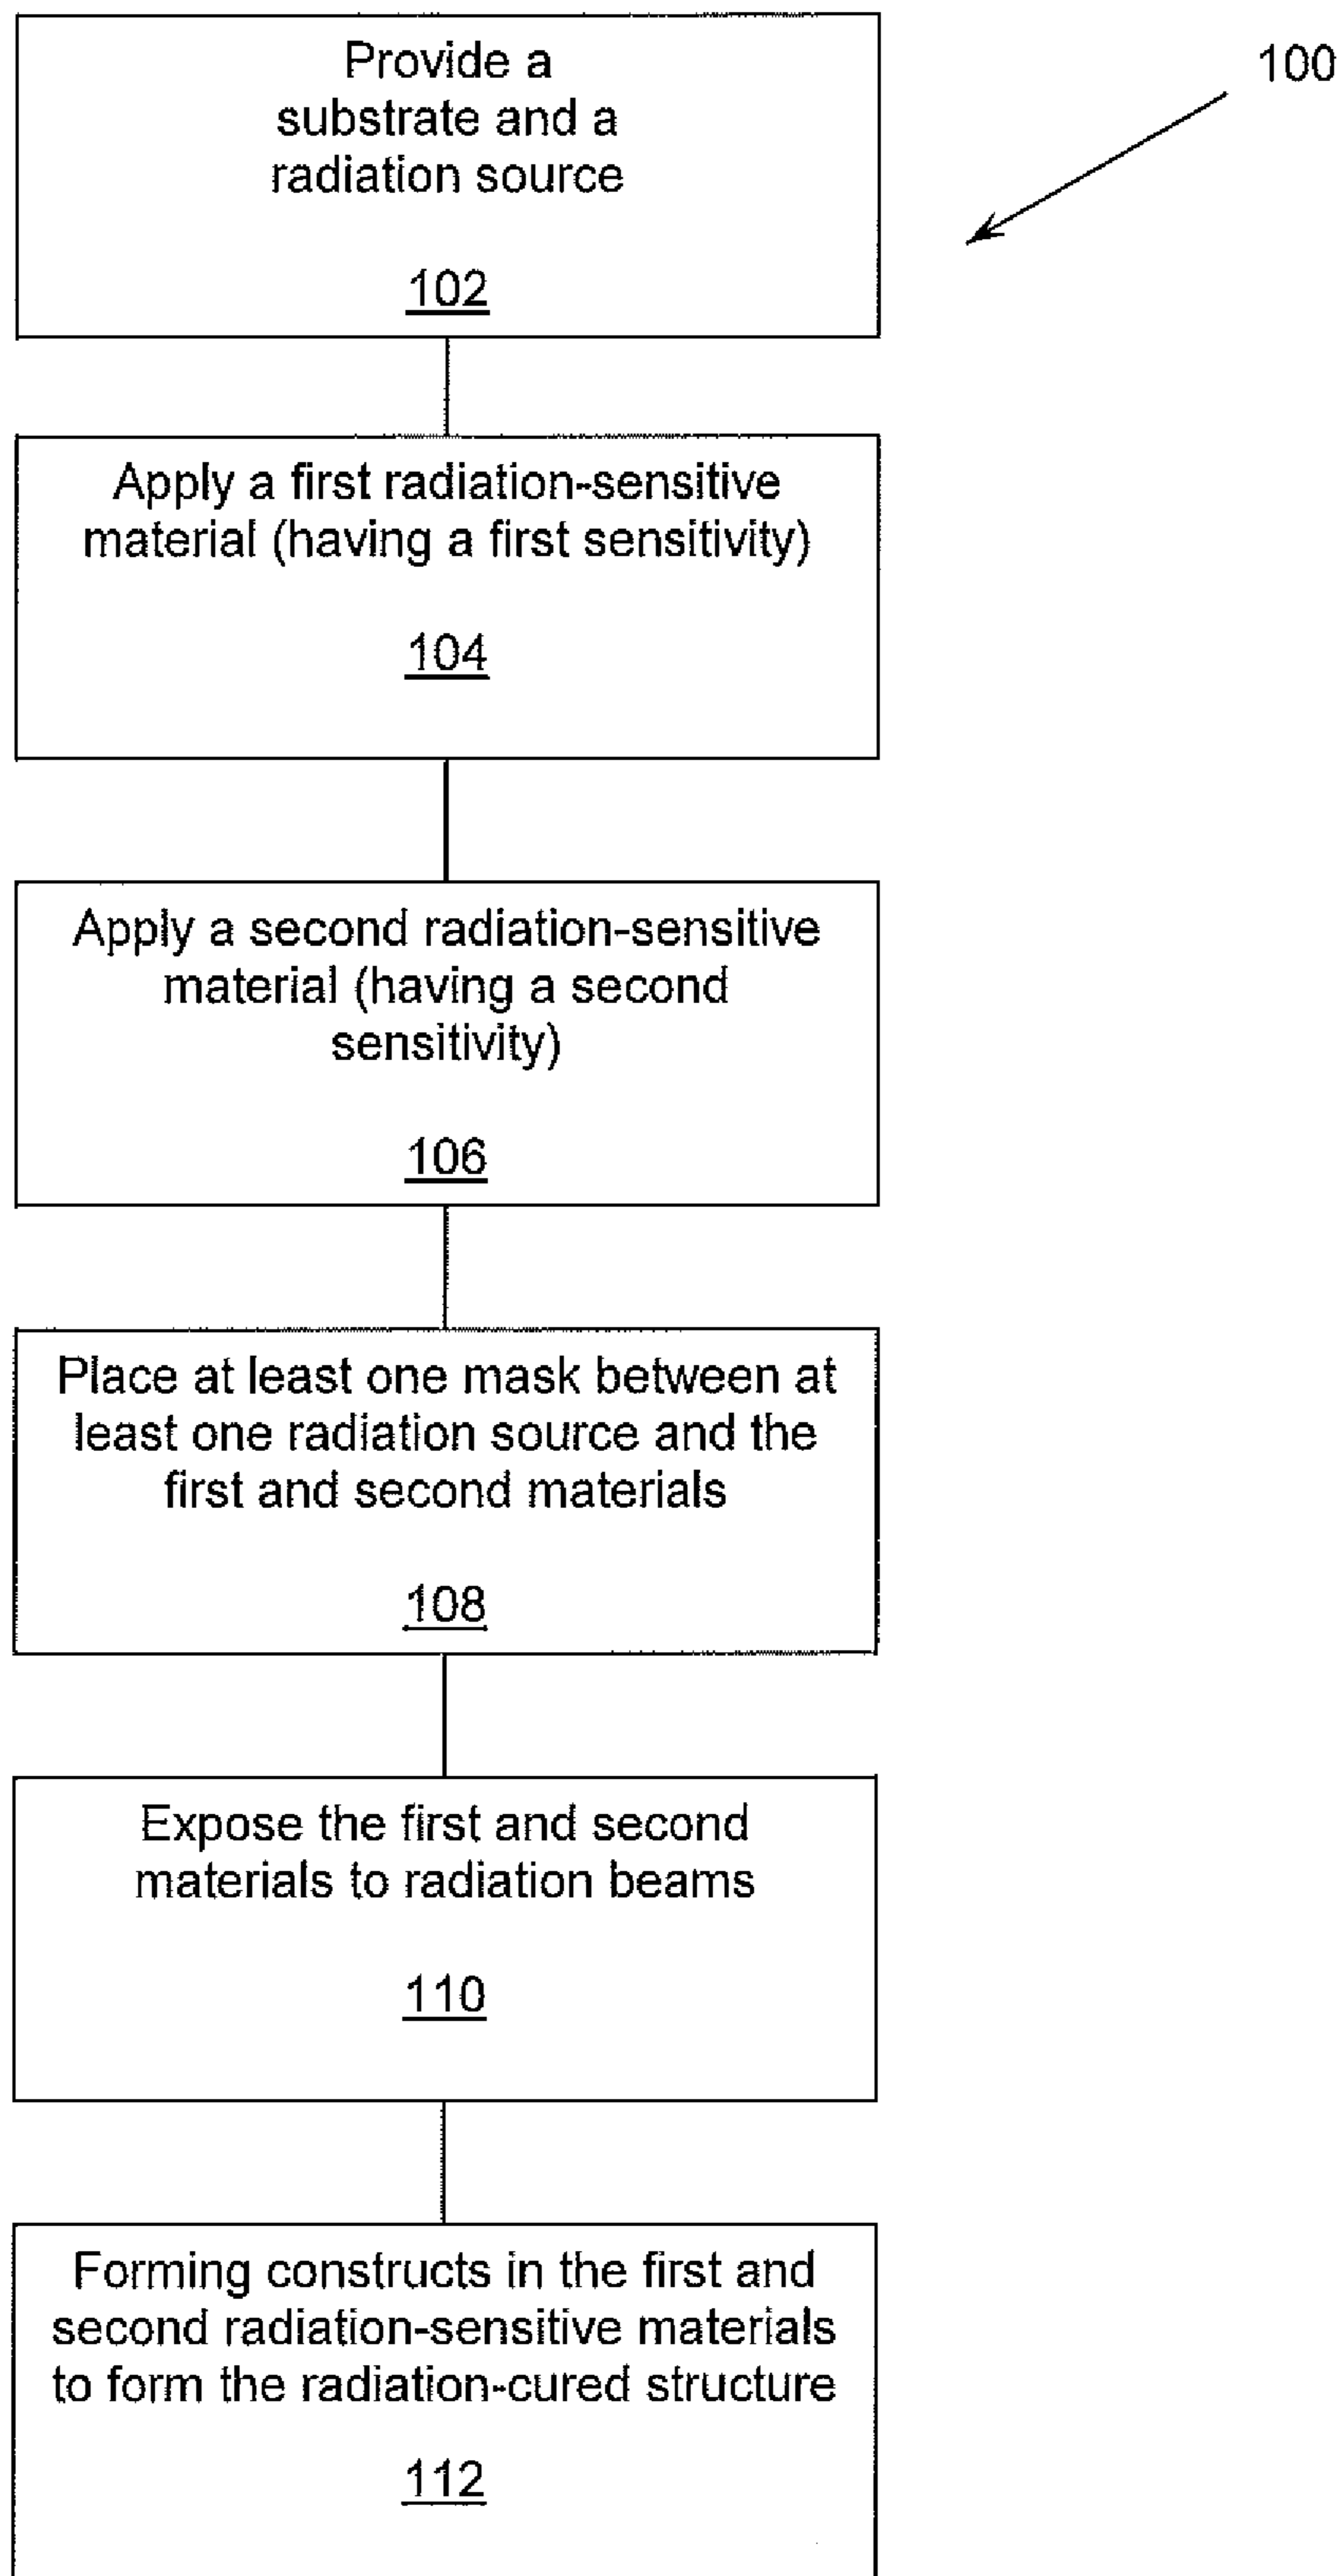 100
Provide a
substrate and a
radiation source
102
Apply a first radiation-sensitive
material (having a first sensitivity)
104
Apply a second radiation-sensitive
material (having a second
sensitivity)
106
Place at least one mask between at
least one radiation source and the
first and second materials
108
Expose the first and second
materials to radiation beams
110
Forming constructs in the first and
second radiation-sensitive materials
to form the radiation-cured structure
112